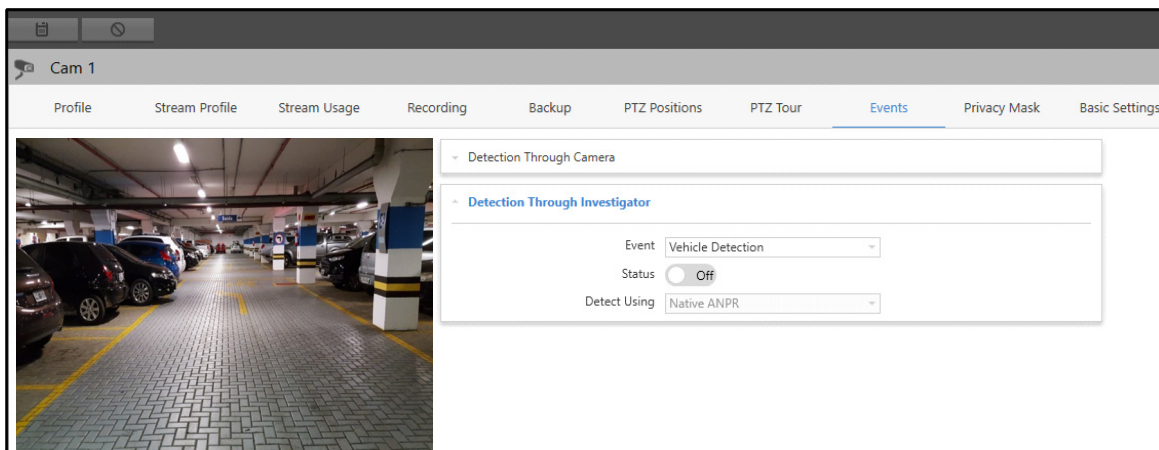 Cam 1
Profile Stream Profile Stream Usage Recording Backup PTZ Positions PTZ Tour Events Privacy Mask Basic Settings
Detection Through Camera
Detection Through Investigator
Event Vehicle Detection
Status Off
Detect Using Native ANPR